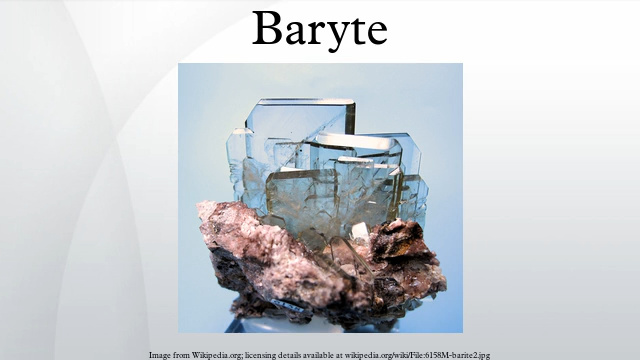 Baryte
Image from Wikipedia.org; licensing details available at wikipedia.org/wiki/File:6158M-barite2.jpg